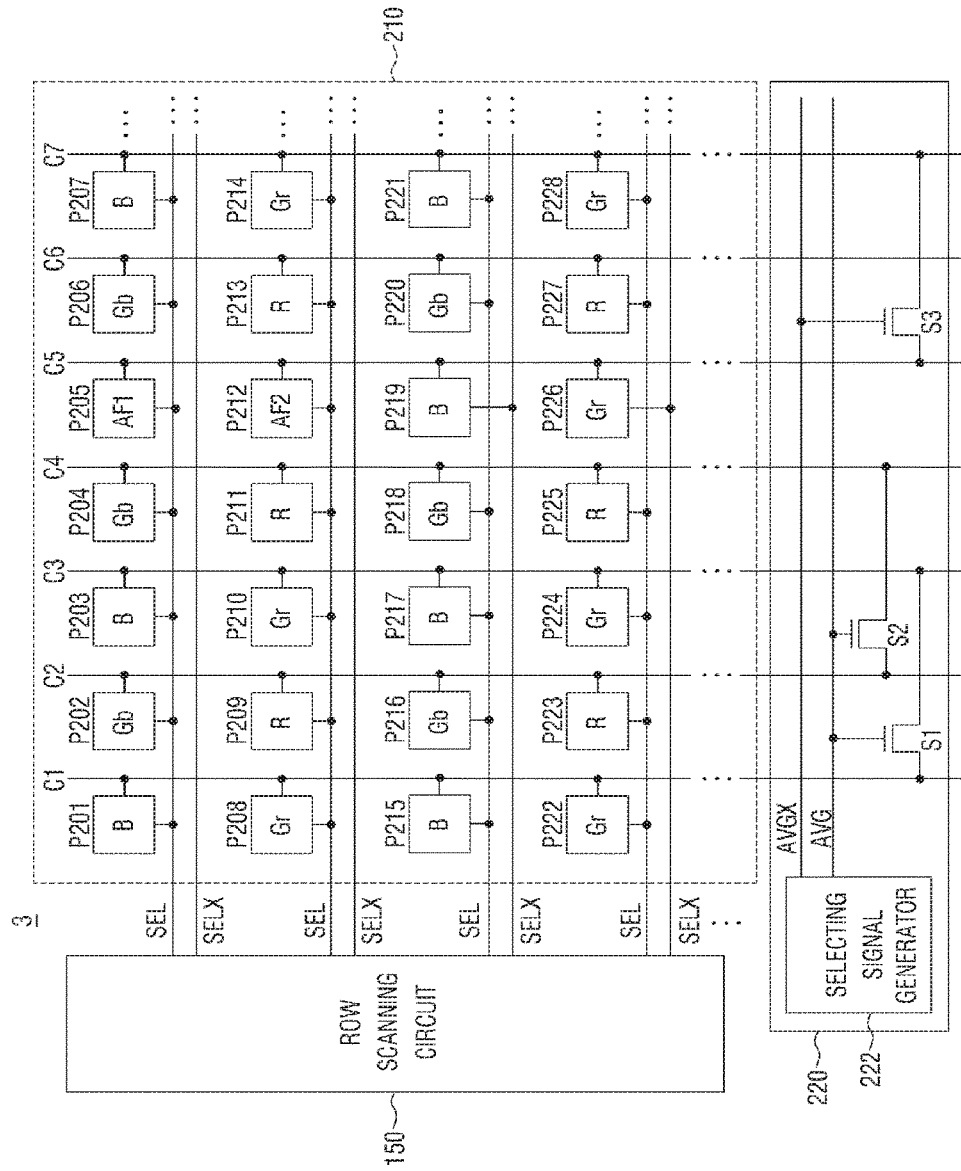 3
C1 C2 C3 C4 C5 C6 C7
P201 P202 P203 P204 P205 P206 P207
B Gb B Gb AF1 Gb B ...
SEL ...
SELX ...
P208 P209 P210 P211 P212 P213 P214
Gr R Gr R AF2 R Gr ...
SEL ...
SELX ...
P215 P216 P217 P218 P219 P220 P221
B Gb B Gb B Gb B ...
SEL ...
SELX ...
P222 P223 P224 P225 P226 P227 P228
Gr R Gr R Gr R Gr ...
SEL ...
SELX ...
... ... ... ...
210
ROW
SCANNING
CIRCUIT
150
AVGX
AVG
SELECTING
SIGNAL
GENERATOR
S1 S2 S3
220
222